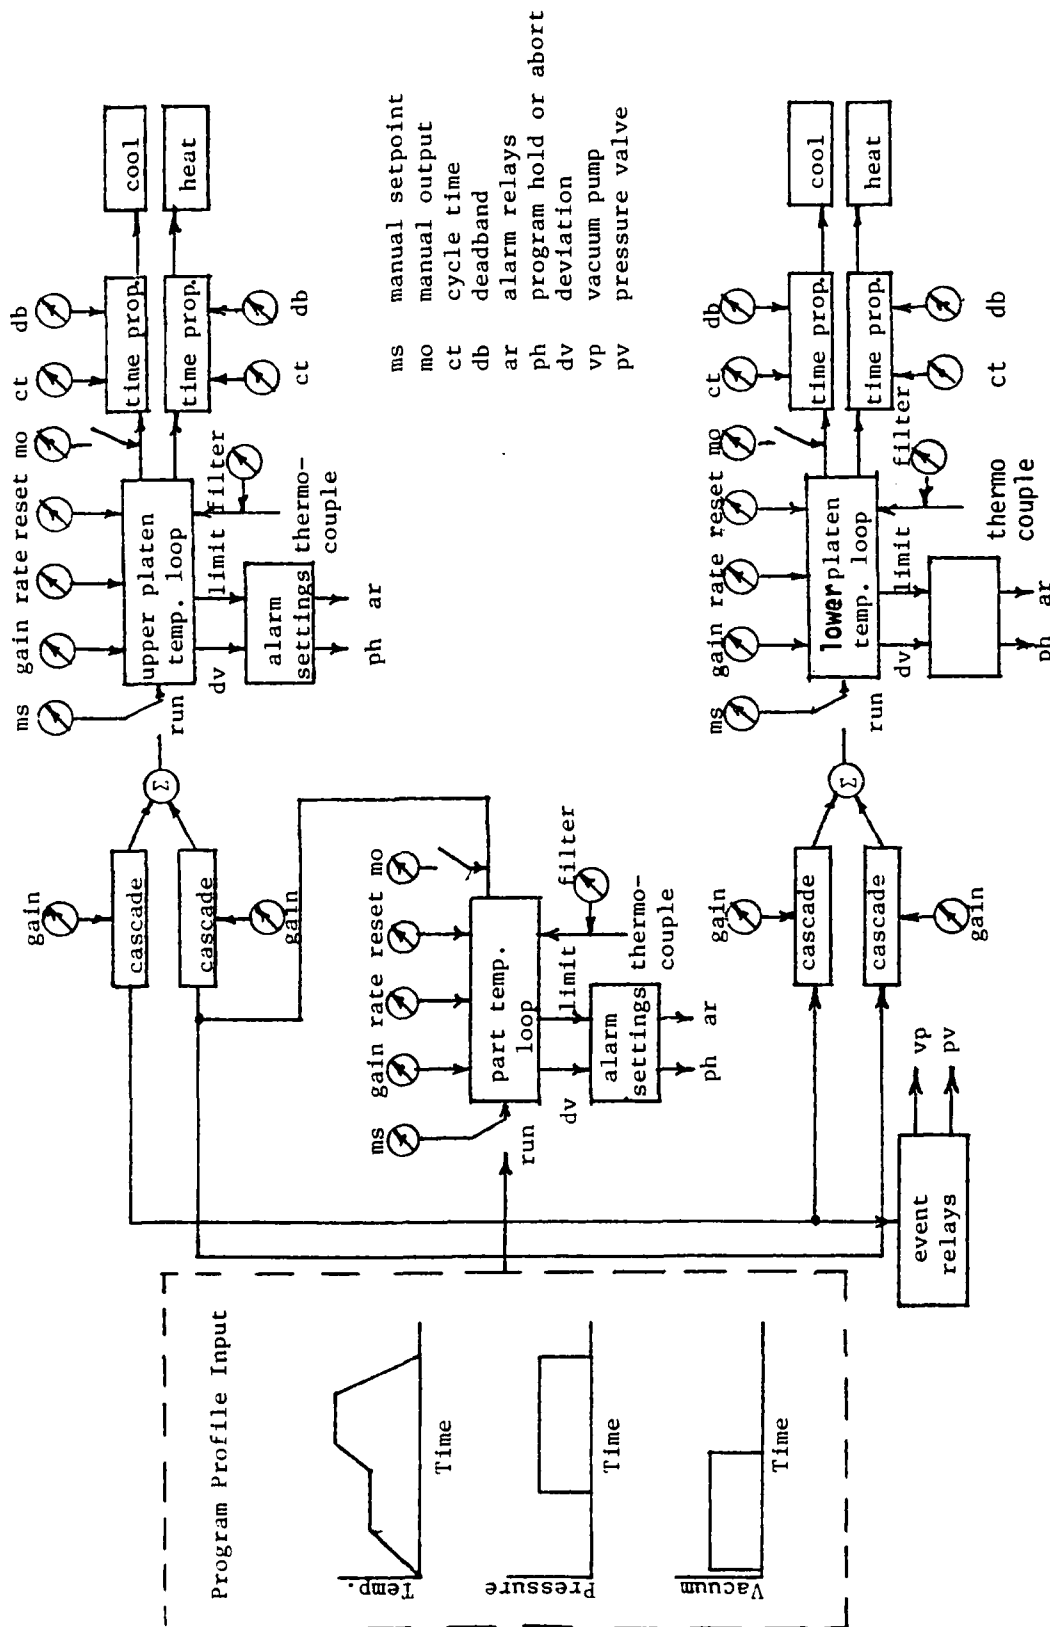 Program Profile Input
Temp.
Time
Pressure
Time
Vacuum
Time
event
relays
vp
pv
gain
cascade
cascade
gain
Σ
ms
gain
rate
reset
mo
run
part temp.
loop
dv
limit
filter
alarm
settings
thermo-
couple
ph
ar
gain
cascade
cascade
gain
Σ
ms
gain
rate
reset
mo
ct
db
run
upper platen
temp. loop
time prop.
time prop.
cool
heat
dv
limit
filter
ct
db
alarm
settings
thermo-
couple
ph
ar
ms manual setpoint
mo manual output
ct cycle time
db deadband
ar alarm relays
ph program hold or abort
dv deviation
vp vacuum pump
pv pressure valve
ms
gain
rate
reset
mo
ct
db
run
lower platen
temp. loop
time prop.
time prop.
cool
heat
dv
limit
filter
ct
db
thermo
couple
ph
ar